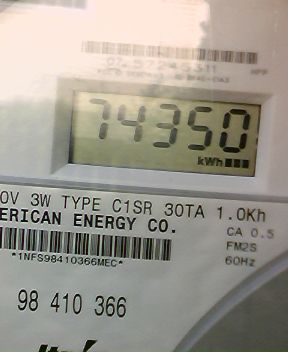 74350
kWh
0V 3W TYPE C1SR 30TA 1.0Kh
ERICAN ENERGY CO.
CA 0.5
FM2S
60Hz
*1NFS98410366MEC*
98 410 366